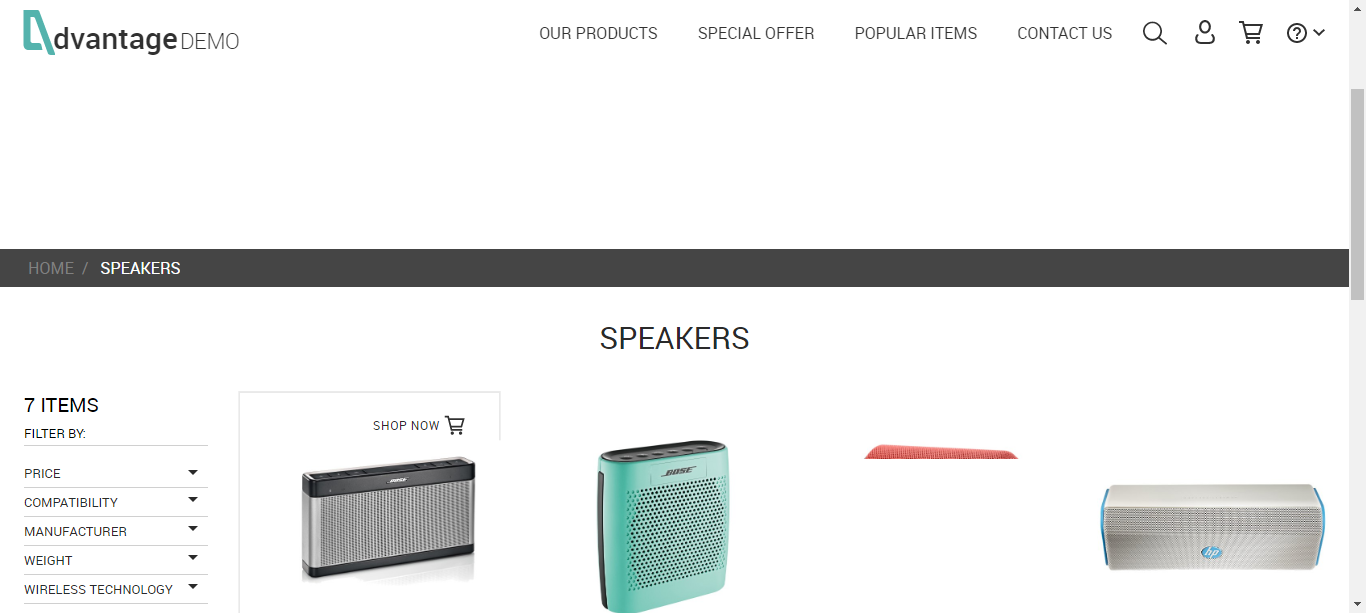 dvantage DEMO
OUR PRODUCTS
SPECIAL OFFER
POPULAR ITEMS
CONTACT US
?
HOME / SPEAKERS
SPEAKERS
7 ITEMS
FILTER BY:
PRICE
COMPATIBILITY
MANUFACTURER
WEIGHT
WIRELESS TECHNOLOGY
SHOP NOW
BOSE
BOSE
hp